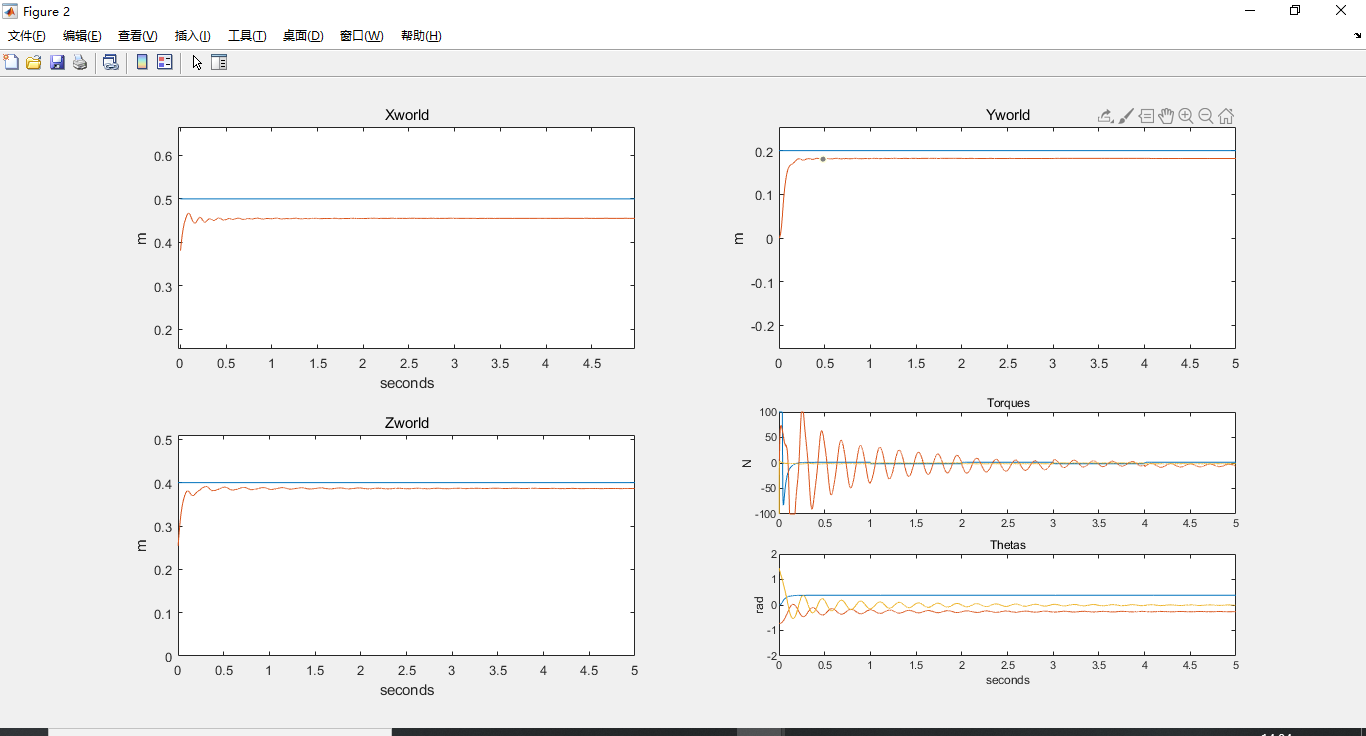 Figure 2
文件(F) 编辑(E) 查看(V) 插入(I) 工具(T) 桌面(D) 窗口(W) 帮助(H)
Xworld
0.6
0.5
0.4
0.3
0.2
m
0 0.5 1 1.5 2 2.5 3 3.5 4 4.5
seconds
Yworld
0.2
0.1
0
-0.1
-0.2
m
0 0.5 1 1.5 2 2.5 3 3.5 4 4.5 5
Zworld
0.5
0.4
0.3
0.2
0.1
0
m
0 0.5 1 1.5 2 2.5 3 3.5 4 4.5 5
seconds
Torques
100
50
0
-50
-100
N
0 0.5 1 1.5 2 2.5 3 3.5 4 4.5 5
Thetas
2
1
0
-1
-2
rad
0 0.5 1 1.5 2 2.5 3 3.5 4 4.5 5
seconds